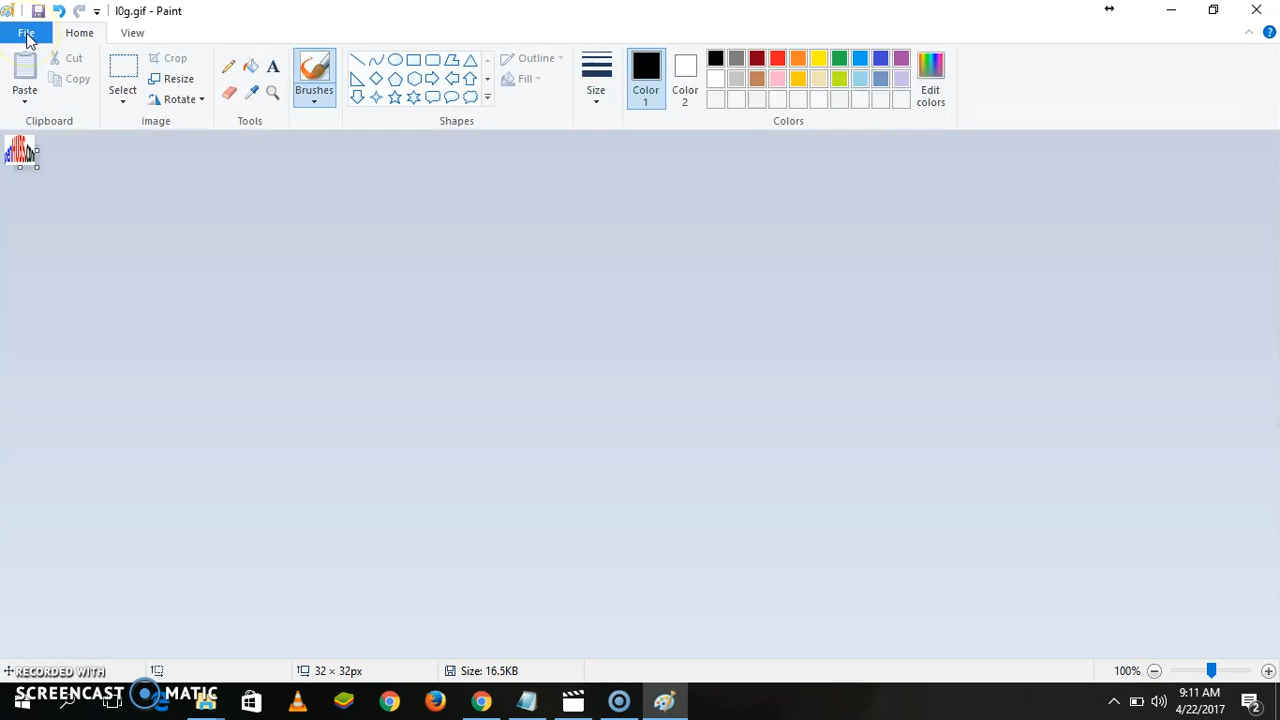 l0g.gif - Paint
File Home View
Paste
Cut
Copy
Clipboard
Select
Crop
Resize
Rotate
Image
Tools
Brushes
Outline
Fill
Shapes
Size
Color 1
Color 2
Edit colors
Colors
HUBS
32 × 32px
Size: 16.5KB
100%
RECORDED WITH
SCREENCAST MATIC
9:11 AM
4/22/2017
2